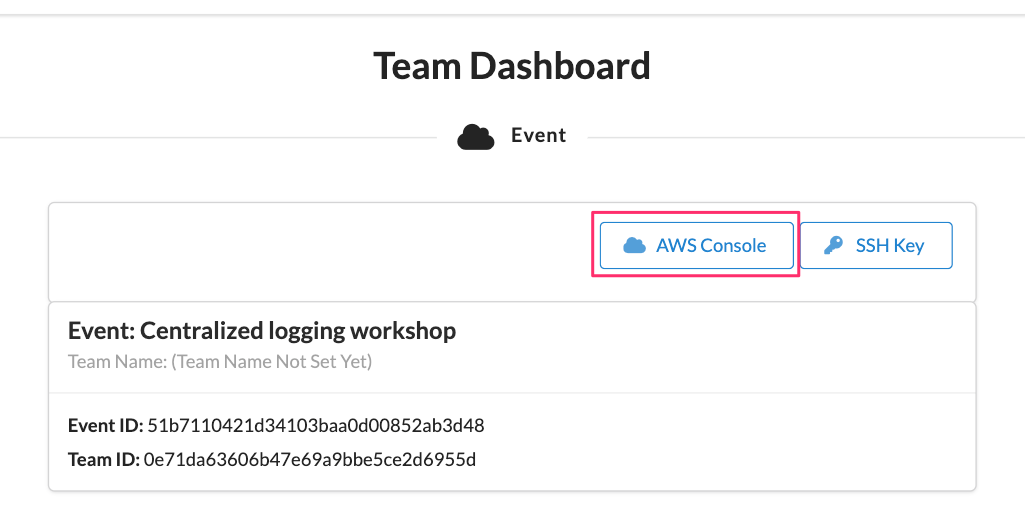 Team Dashboard
Event
AWS Console
SSH Key
Event: Centralized logging workshop
Team Name: (Team Name Not Set Yet)
Event ID: 51b7110421d34103baa0d00852ab3d48
Team ID: 0e71da63606b47e69a9bbe5ce2d6955d